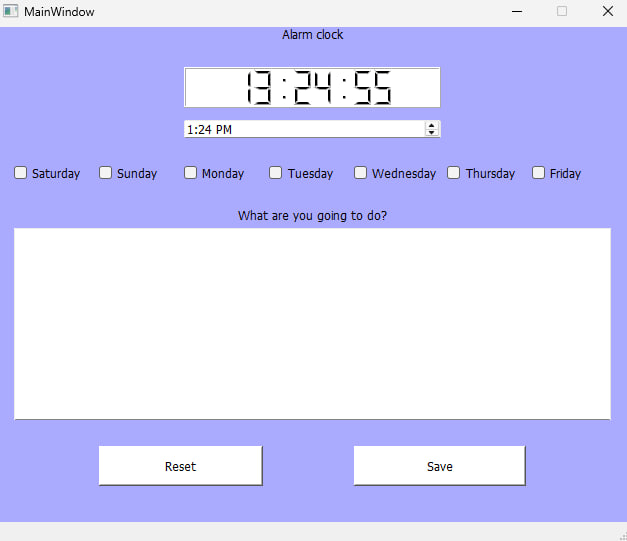 MainWindow
Alarm clock
13:24:55
1:24 PM
Saturday Sunday Monday Tuesday Wednesday Thursday Friday
What are you going to do?
Reset Save